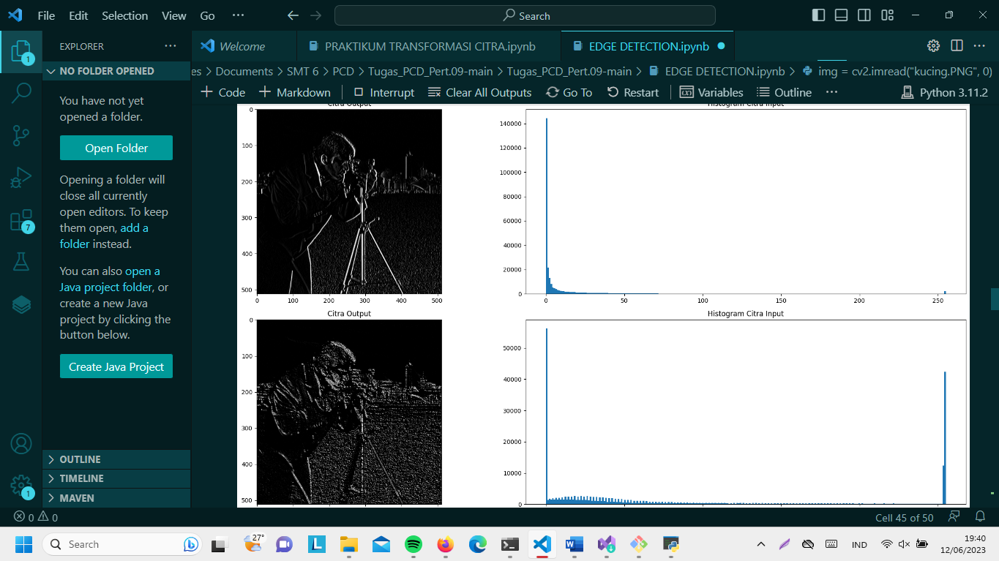 File Edit Selection View Go ··· Search
EXPLORER ···
Welcome PRAKTIKUM TRANSFORMASI CITRA.ipynb EDGE DETECTION.ipynb
NO FOLDER OPENED
es > Documents > SMT 6 > PCD > Tugas_PCD_Pert.09-main > Tugas_PCD_Pert.09-main > EDGE DETECTION.ipynb > img = cv2.imread("kucing.PNG", 0)
+ Code + Markdown Interrupt Clear All Outputs Go To Restart Variables Outline ··· Python 3.11.2
You have not yet
opened a folder.
Open Folder
Opening a folder will
close all currently
open editors. To keep
them open, add a
folder instead.
You can also open a
Java project folder, or
create a new Java
project by clicking the
button below.
Create Java Project
OUTLINE
TIMELINE
MAVEN
1
7
1
Citra Output
0
100
200
300
400
500
0 100 200 300 400 500
Histogram Citra Input
140000
120000
100000
80000
60000
40000
20000
0
0 50 100 150 200 250
Citra Output
0
100
200
300
400
500
Histogram Citra Input
50000
40000
30000
20000
10000
0
0 0 Cell 45 of 50
Search 27° IND 19:40
12/06/2023